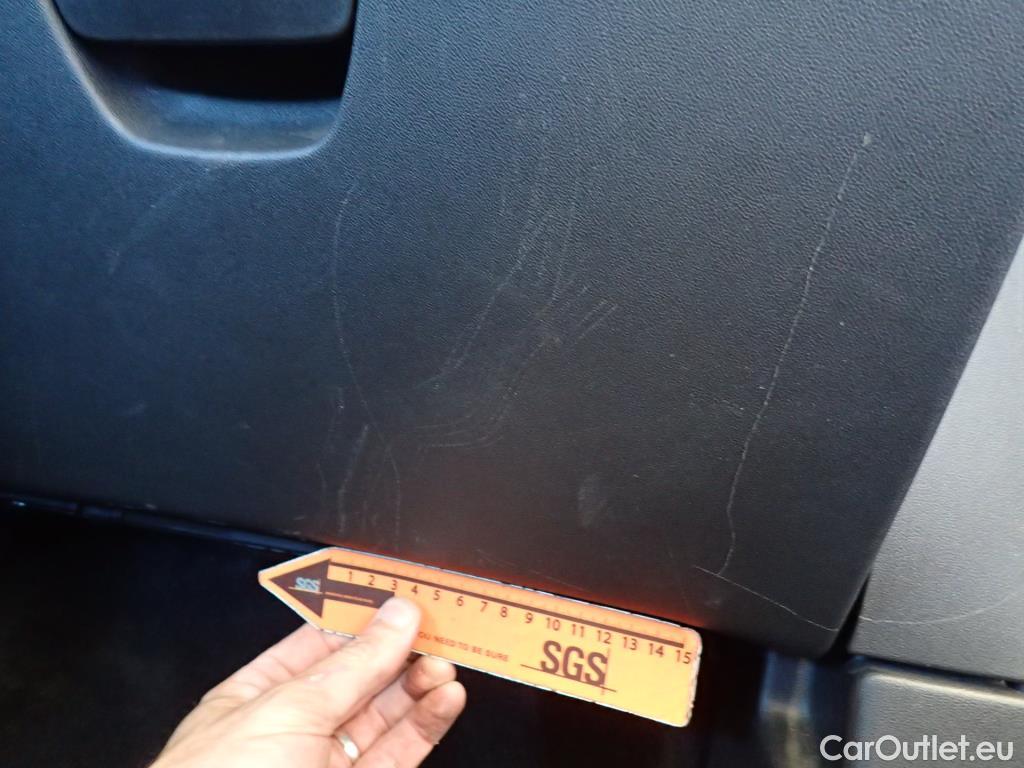 SGS
1 2 3 4 5 6 7 8 9 10 11 12 13 14 15
YOU NEED TO BE SURE
SGS
CarOutlet.eu